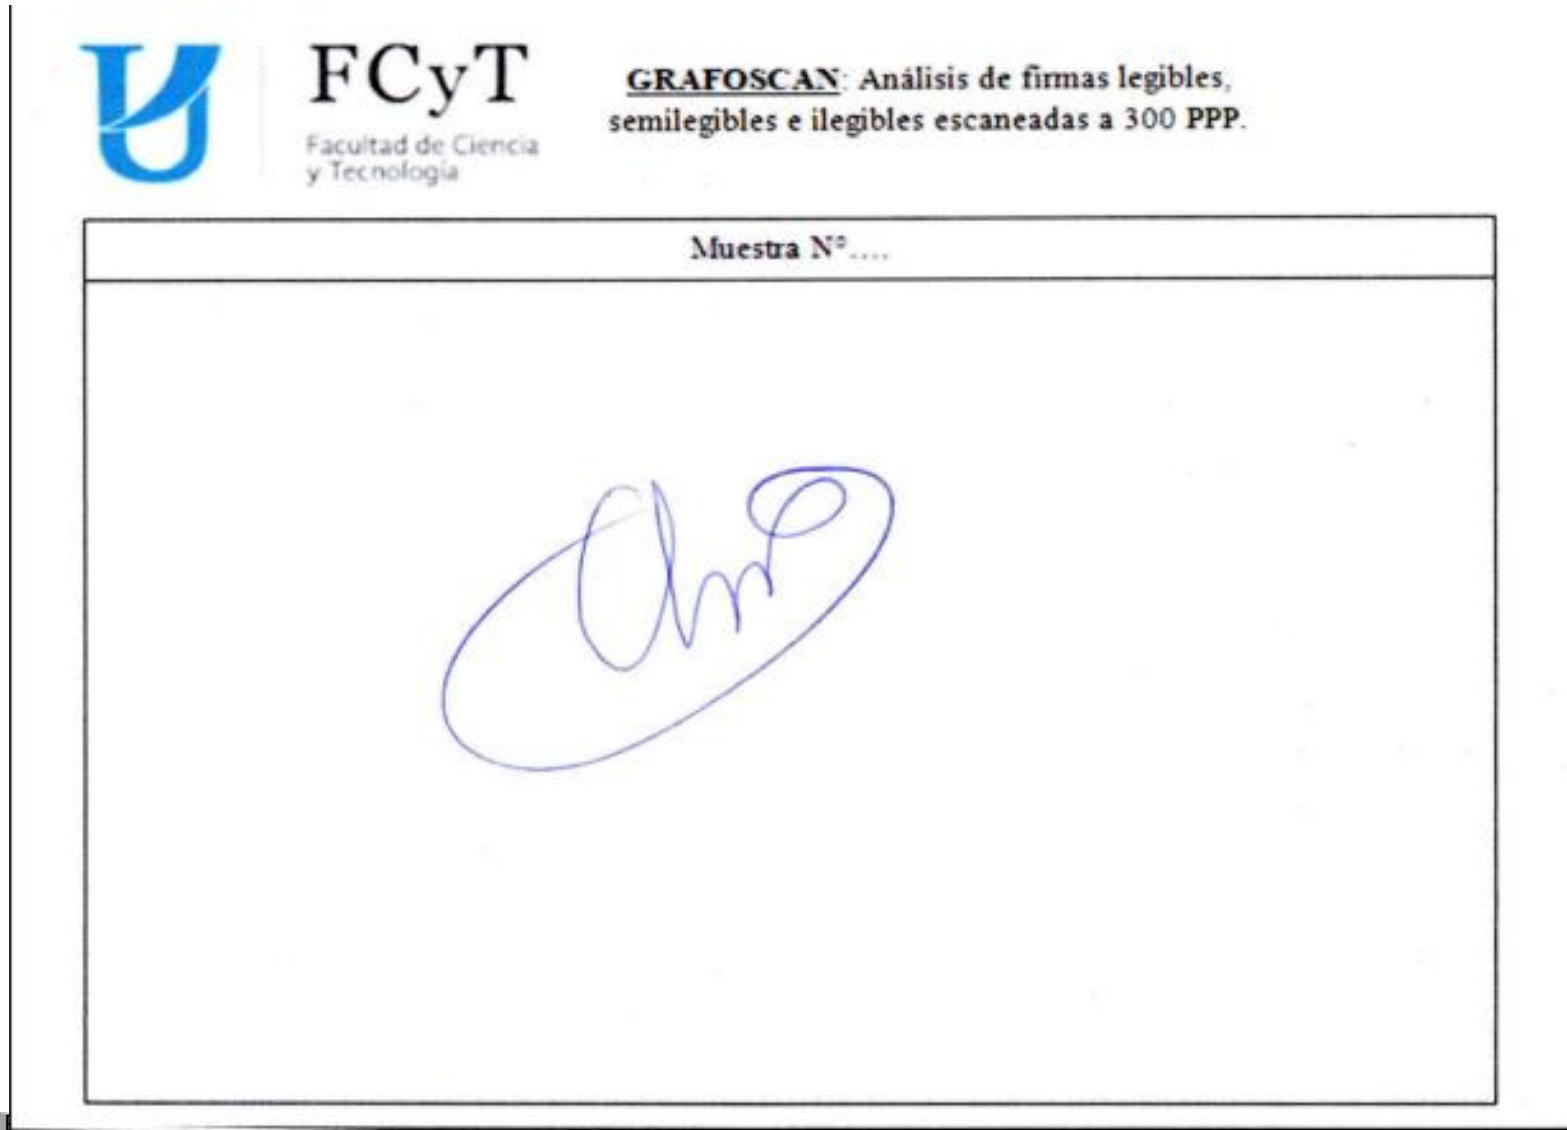 FCyT
Facultad de Ciencia
y Tecnología
GRAFOSCAN: Análisis de firmas legibles,
semilegibles e ilegibles escaneadas a 300 PPP.
Muestra N°....